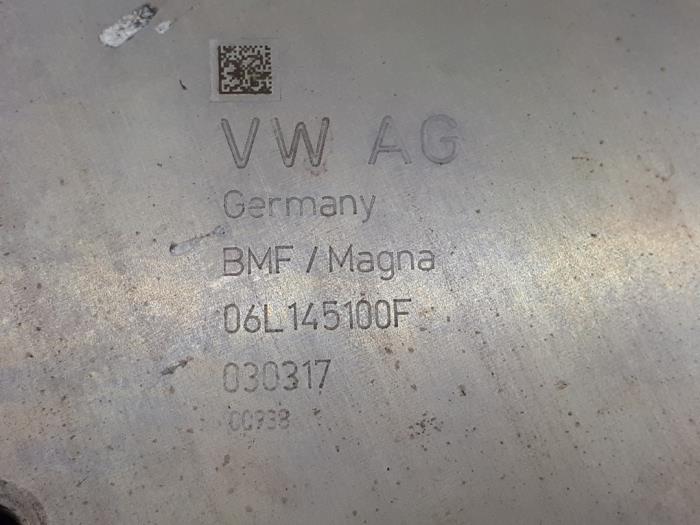 VW AG
Germany
BMF / Magna
06L145100F
030317
00938